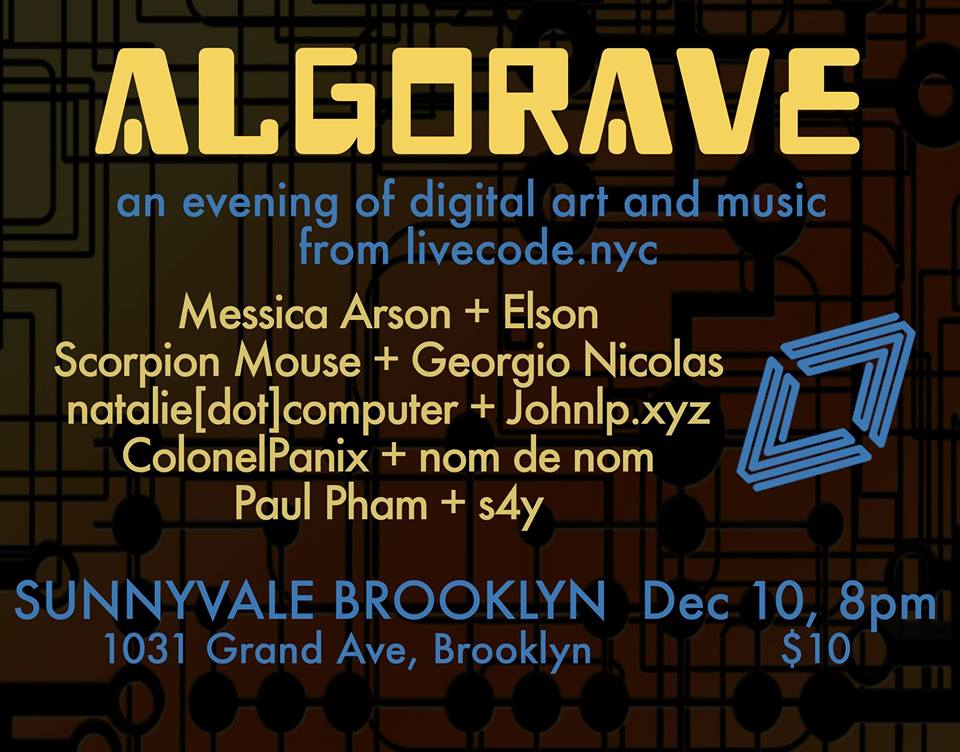 ALGORAVE
an evening of digital art and music
from livecode.nyc
Messica Arson + Elson
Scorpion Mouse + Georgio Nicolas
natalie[dot]computer + Johnlp.xyz
ColonelPanix + nom de nom
Paul Pham + s4y
SUNNYVALE BROOKLYN Dec 10, 8pm
1031 Grand Ave, Brooklyn $10